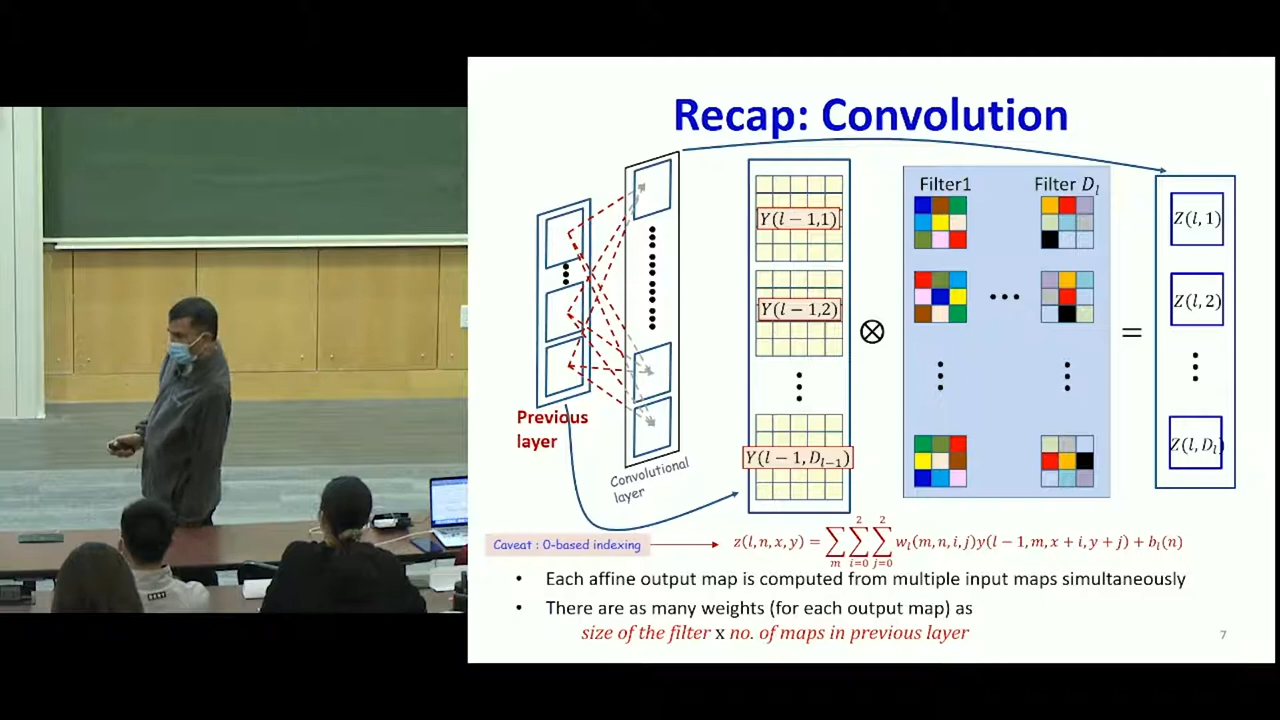 Recap: Convolution
Previous
layer
Convolutional
layer
Y(l − 1,1)
Y(l − 1,2)
Y(l − 1, D_{l−1})
⊗
Filter1
Filter D_l
=
Z(l, 1)
Z(l, 2)
Z(l, D_l)
Caveat : 0-based indexing
z(l, n, x, y) = ∑_m ∑_{i=0}^{2} ∑_{j=0}^{2} w_l(m, n, i, j)y(l − 1, m, x + i, y + j) + b_l(n)
• Each affine output map is computed from multiple input maps simultaneously
• There are as many weights (for each output map) as
size of the filter x no. of maps in previous layer
7